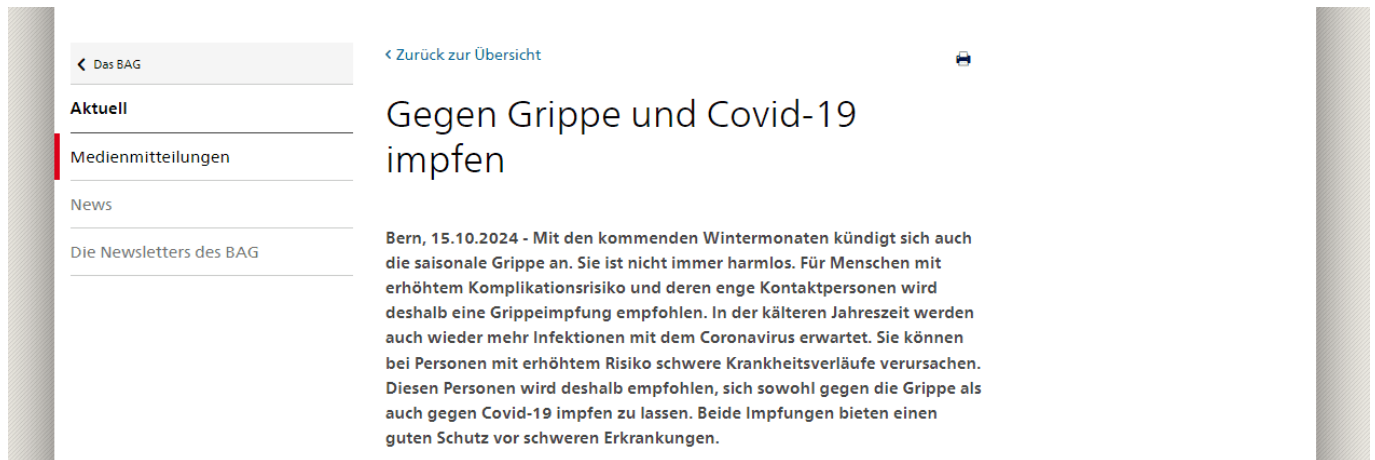 Das BAG
Aktuell
Medienmitteilungen
News
Die Newsletters des BAG
Zurück zur Übersicht
Gegen Grippe und Covid-19
impfen
Bern, 15.10.2024 - Mit den kommenden Wintermonaten kündigt sich auch
die saisonale Grippe an. Sie ist nicht immer harmlos. Für Menschen mit
erhöhtem Komplikationsrisiko und deren enge Kontaktpersonen wird
deshalb eine Grippeimpfung empfohlen. In der kälteren Jahreszeit werden
auch wieder mehr Infektionen mit dem Coronavirus erwartet. Sie können
bei Personen mit erhöhtem Risiko schwere Krankheitsverläufe verursachen.
Diesen Personen wird deshalb empfohlen, sich sowohl gegen die Grippe als
auch gegen Covid-19 impfen zu lassen. Beide Impfungen bieten einen
guten Schutz vor schweren Erkrankungen.